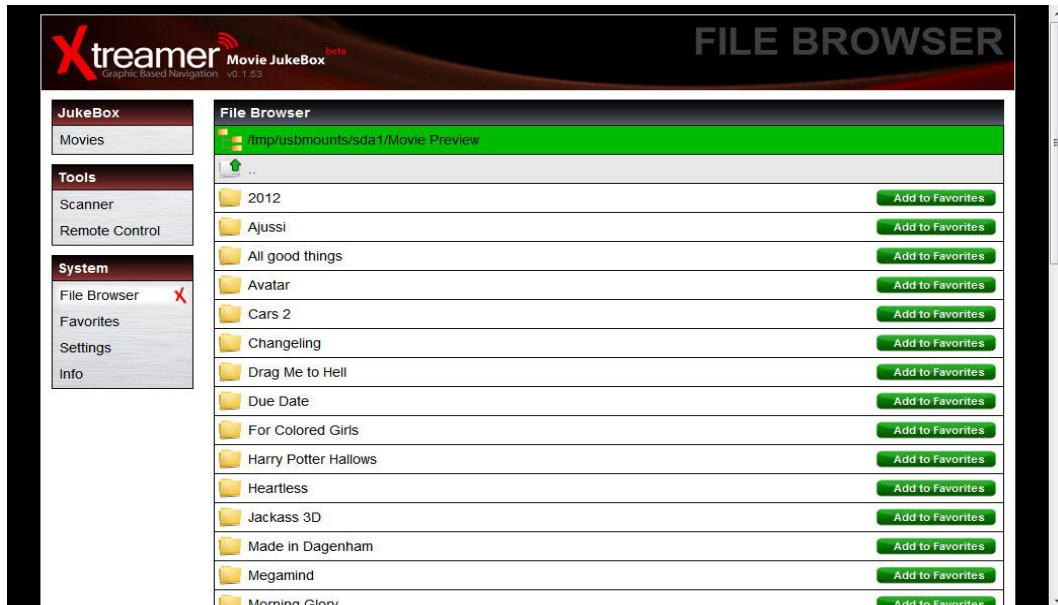 Xtreamer Movie JukeBox beta
Graphic Based Navigation v0.1.53
FILE BROWSER
JukeBox
Movies
Tools
Scanner
Remote Control
System
File Browser
Favorites
Settings
Info
File Browser
/tmp/usbmounts/sda1/Movie Preview
..
2012 Add to Favorites
Ajussi Add to Favorites
All good things Add to Favorites
Avatar Add to Favorites
Cars 2 Add to Favorites
Changeling Add to Favorites
Drag Me to Hell Add to Favorites
Due Date Add to Favorites
For Colored Girls Add to Favorites
Harry Potter Hallows Add to Favorites
Heartless Add to Favorites
Jackass 3D Add to Favorites
Made in Dagenham Add to Favorites
Megamind Add to Favorites
Morning Glory Add to Favorites